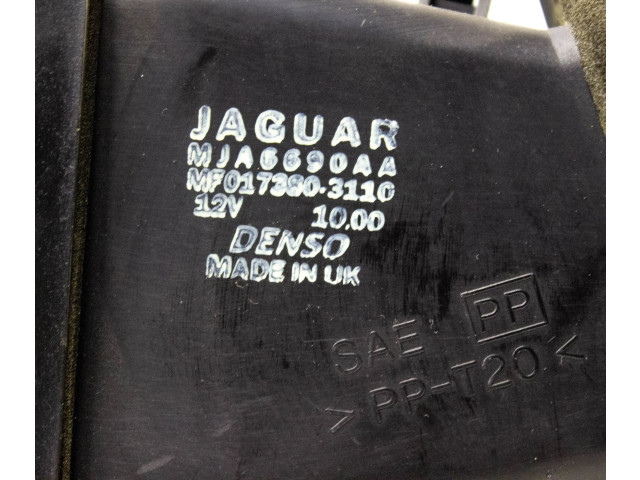 JAGUAR
MJA6690AA
MF017380-3110
12V 10.00
DENSO
MADE IN UK
SAE PP
>PP-T20<